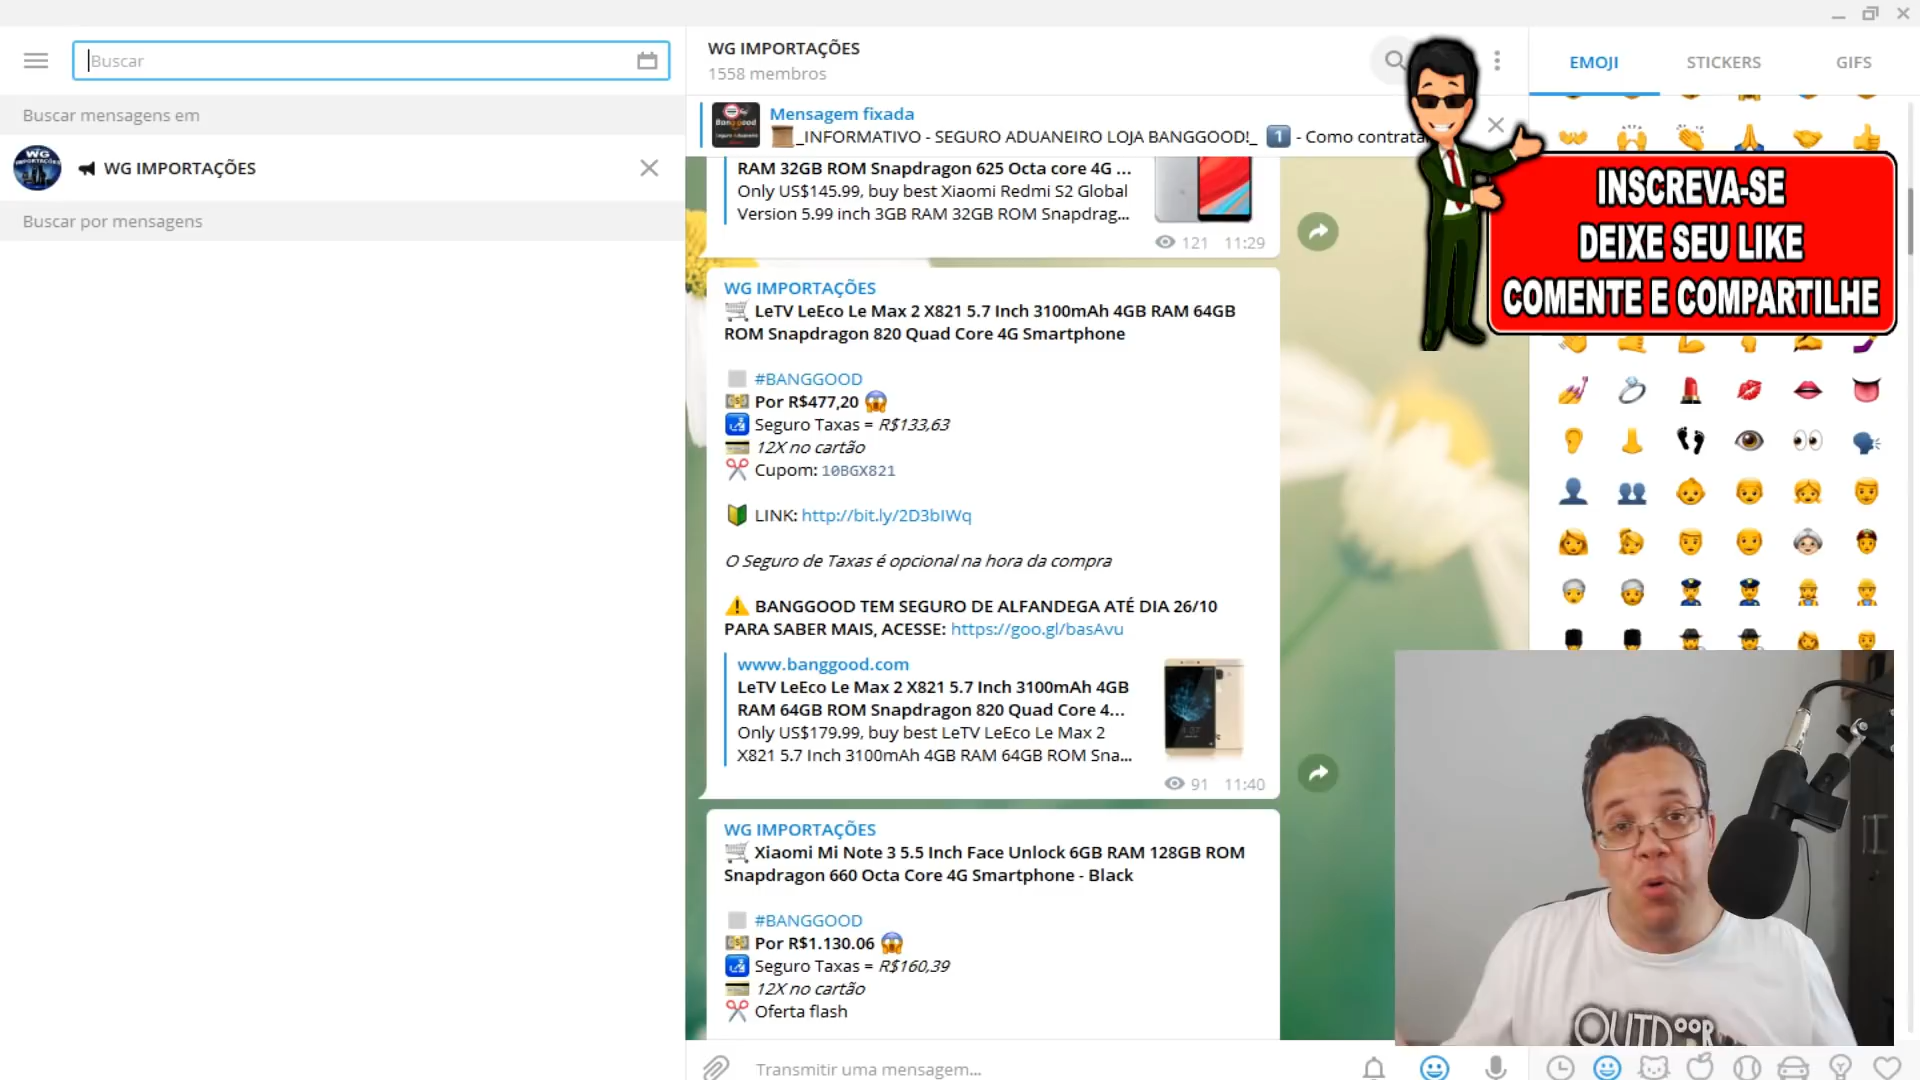 Buscar
Buscar mensagens em
WG IMPORTAÇÕES
Buscar por mensagens
WG IMPORTAÇÕES
1558 membros
Mensagem fixada
_INFORMATIVO - SEGURO ADUANEIRO LOJA BANGGOOD!_ 1 - Como contrata
RAM 32GB ROM Snapdragon 625 Octa core 4G ...
Only US$145.99, buy best Xiaomi Redmi S2 Global
Version 5.99 inch 3GB RAM 32GB ROM Snapdrag...
121 11:29
WG IMPORTAÇÕES
LeTV LeEco Le Max 2 X821 5.7 Inch 3100mAh 4GB RAM 64GB
ROM Snapdragon 820 Quad Core 4G Smartphone
#BANGGOOD
Por R$477,20
Seguro Taxas = R$133,63
12X no cartão
Cupom: 10BGX821
LINK: http://bit.ly/2D3bIWq
O Seguro de Taxas é opcional na hora da compra
BANGGOOD TEM SEGURO DE ALFANDEGA ATÉ DIA 26/10
PARA SABER MAIS, ACESSE: https://goo.gl/basAvu
www.banggood.com
LeTV LeEco Le Max 2 X821 5.7 Inch 3100mAh 4GB
RAM 64GB ROM Snapdragon 820 Quad Core 4...
Only US$179.99, buy best LeTV LeEco Le Max 2
X821 5.7 Inch 3100mAh 4GB RAM 64GB ROM Sna...
91 11:40
WG IMPORTAÇÕES
Xiaomi Mi Note 3 5.5 Inch Face Unlock 6GB RAM 128GB ROM
Snapdragon 660 Octa Core 4G Smartphone - Black
#BANGGOOD
Por R$1.130.06
Seguro Taxas = R$160,39
12X no cartão
Oferta flash
Transmitir uma mensagem...
EMOJI STICKERS GIFS
INSCREVA-SE
DEIXE SEU LIKE
COMENTE E COMPARTILHE
OUTDOOR